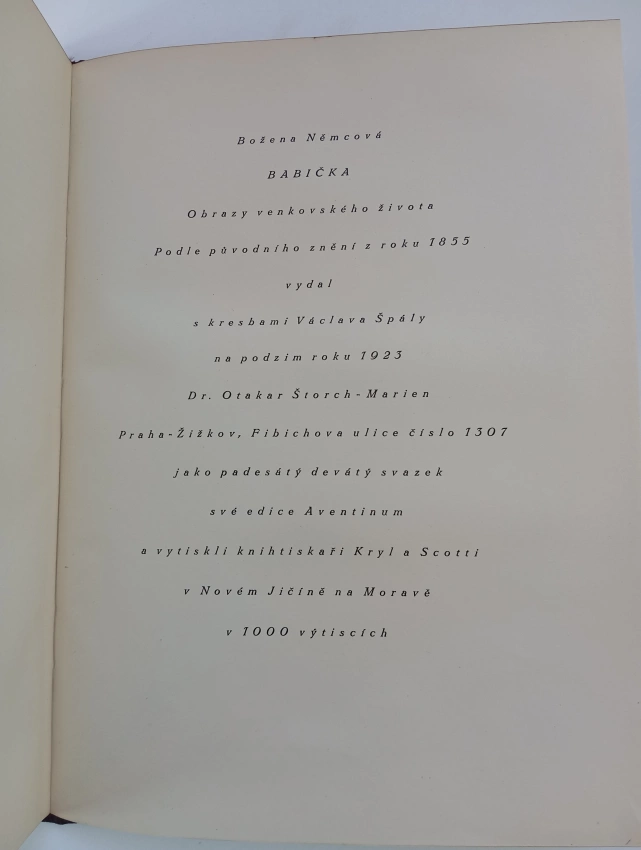 Božena Němcová
BABIČKA
Obrazy venkovského života
Podle původního znění z roku 1855
vydal
s kresbami Václava Špály
na podzim roku 1923
Dr. Otakar Štorch-Marien
Praha-Žižkov, Fibichova ulice číslo 1307
jako padesátý devátý svazek
své edice Aventinum
a vytiskli knihtiskaři Kryl a Scotti
v Novém Jičíně na Moravě
v 1000 výtiscích